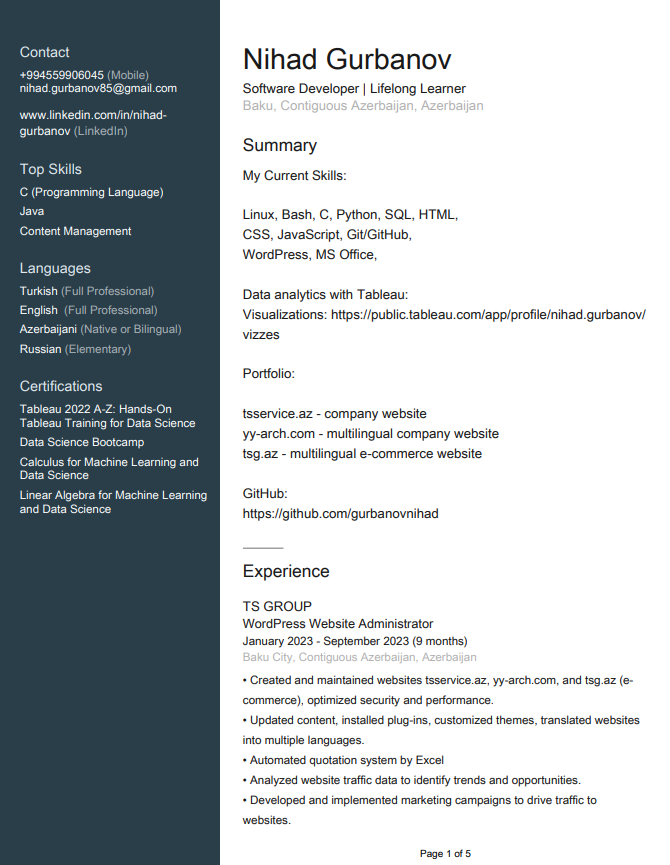 Contact
+994559906045 (Mobile)
nihad.gurbanov85@gmail.com
www.linkedin.com/in/nihad-
gurbanov (LinkedIn)
Top Skills
C (Programming Language)
Java
Content Management
Languages
Turkish (Full Professional)
English (Full Professional)
Azerbaijani (Native or Bilingual)
Russian (Elementary)
Certifications
Tableau 2022 A-Z: Hands-On
Tableau Training for Data Science
Data Science Bootcamp
Calculus for Machine Learning and
Data Science
Linear Algebra for Machine Learning
and Data Science
Nihad Gurbanov
Software Developer | Lifelong Learner
Baku, Contiguous Azerbaijan, Azerbaijan
Summary
My Current Skills:
Linux, Bash, C, Python, SQL, HTML,
CSS, JavaScript, Git/GitHub,
WordPress, MS Office,
Data analytics with Tableau:
Visualizations: https://public.tableau.com/app/profile/nihad.gurbanov/
vizzes
Portfolio:
tsservice.az - company website
yy-arch.com - multilingual company website
tsg.az - multilingual e-commerce website
GitHub:
https://github.com/gurbanovnihad
Experience
TS GROUP
WordPress Website Administrator
January 2023 - September 2023 (9 months)
Baku City, Contiguous Azerbaijan, Azerbaijan
• Created and maintained websites tsservice.az, yy-arch.com, and tsg.az (e-
commerce), optimized security and performance.
• Updated content, installed plug-ins, customized themes, translated websites
into multiple languages.
• Automated quotation system by Excel
• Analyzed website traffic data to identify trends and opportunities.
• Developed and implemented marketing campaigns to drive traffic to
websites.
Page 1 of 5